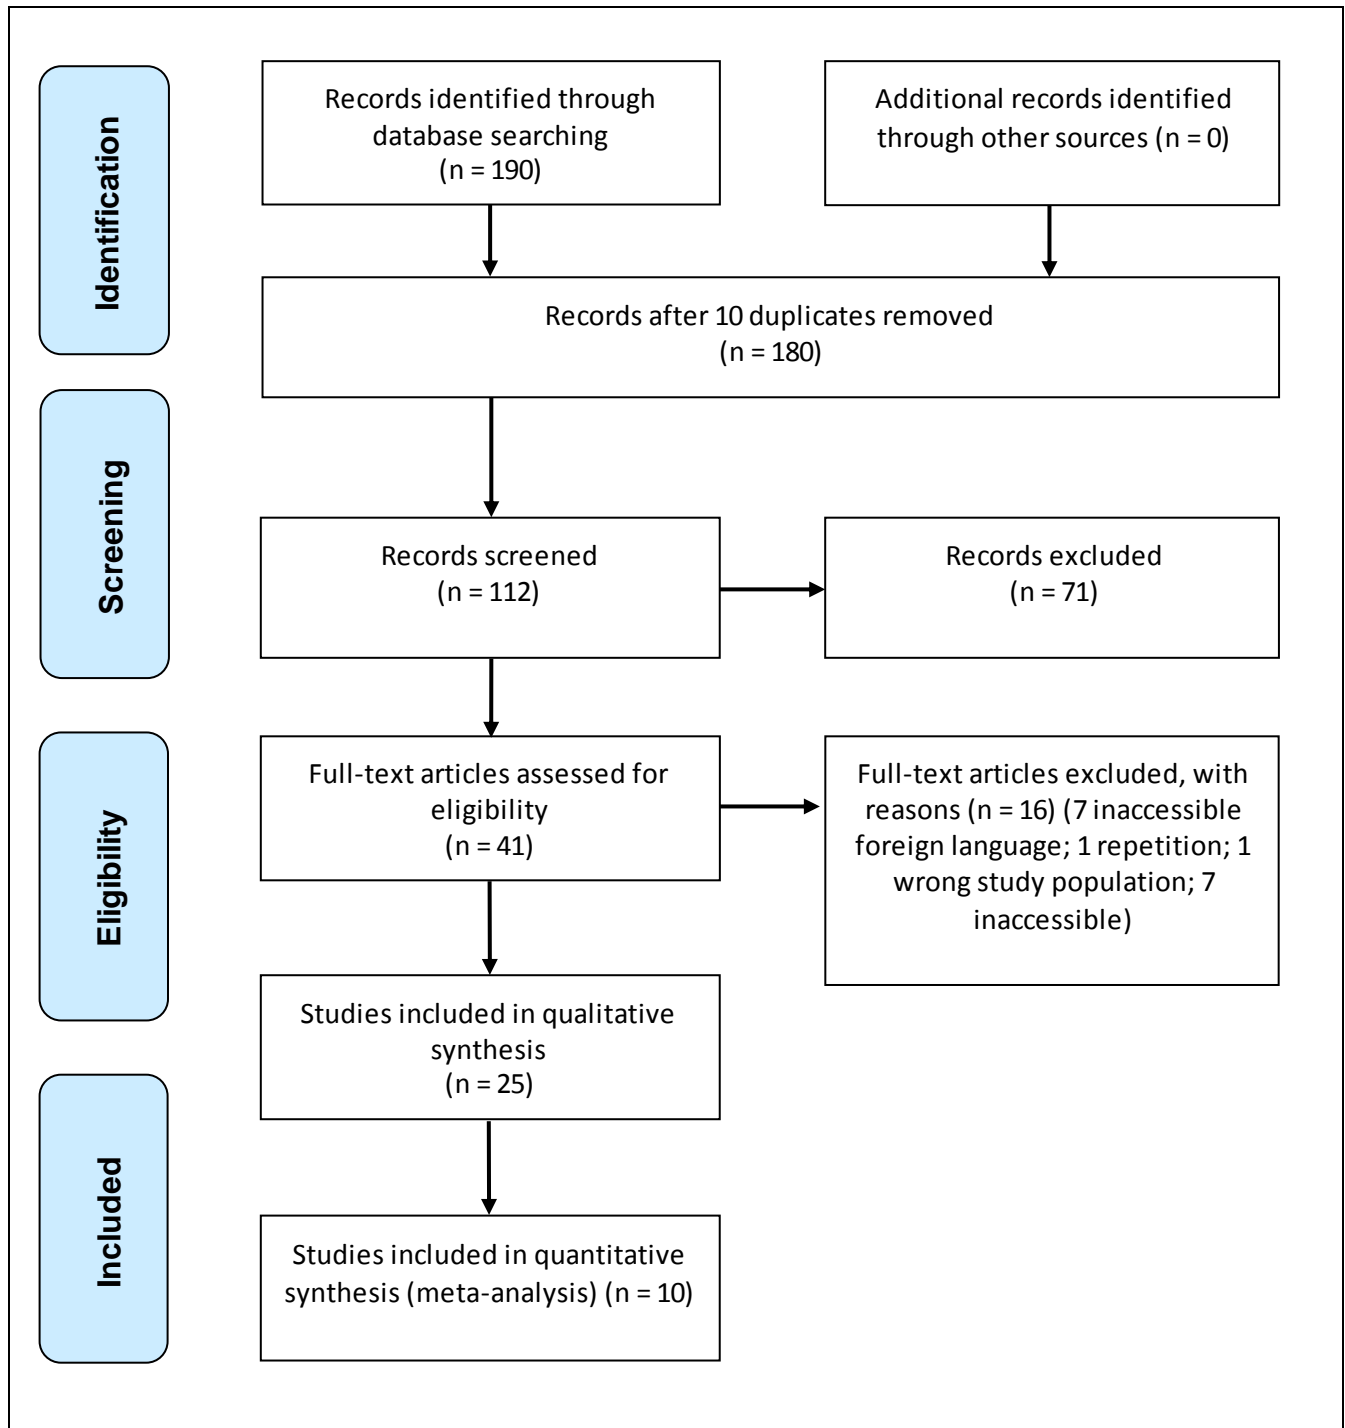 Identification
Records identified through
database searching
(n = 190)
Additional records identified
through other sources (n = 0)
Records after 10 duplicates removed
(n = 180)
Screening
Records screened
(n = 112)
Records excluded
(n = 71)
Eligibility
Full-text articles assessed for
eligibility
(n = 41)
Full-text articles excluded, with
reasons (n = 16) (7 inaccessible
foreign language; 1 repetition; 1
wrong study population; 7
inaccessible)
Studies included in qualitative
synthesis
(n = 25)
Included
Studies included in quantitative
synthesis (meta-analysis) (n = 10)